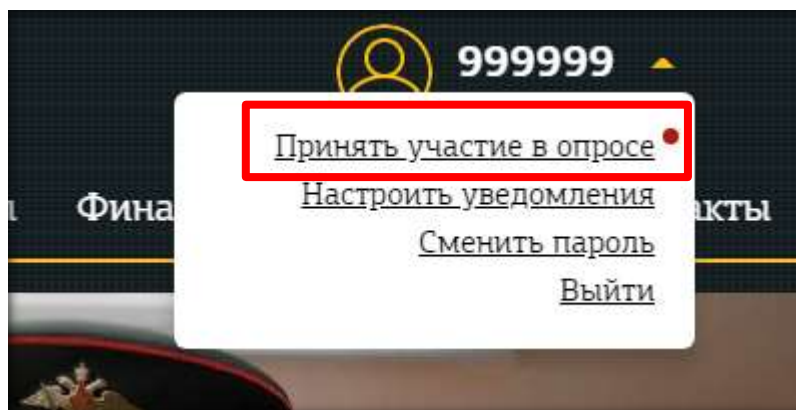 999999
Принять участие в опросе
Настроить уведомления
Сменить пароль
Выйти